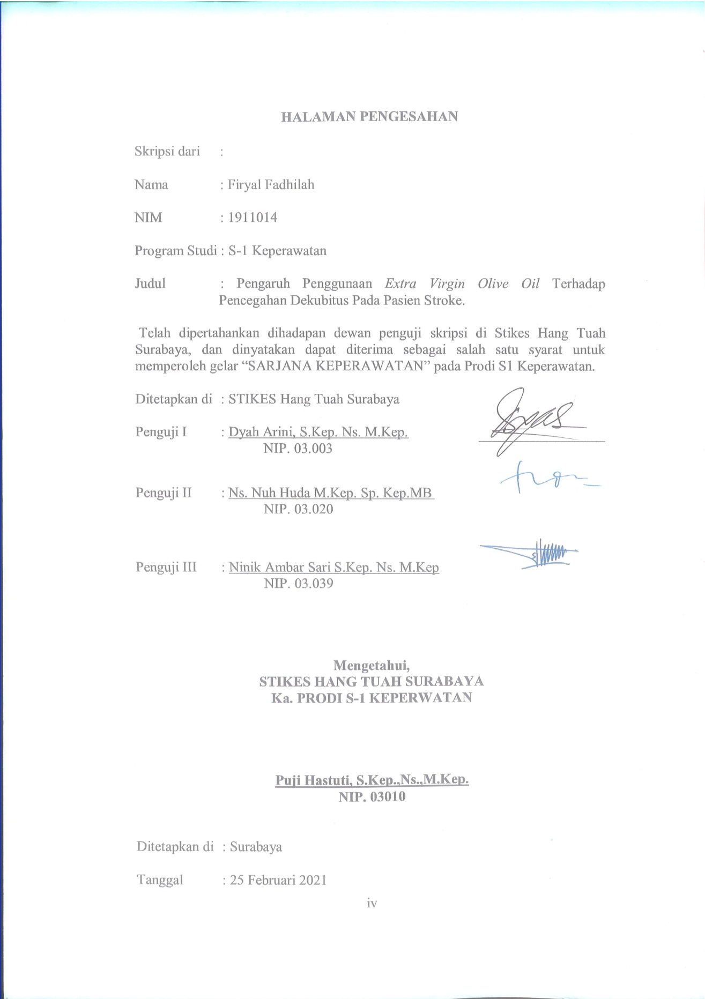 HALAMAN PENGESAHAN
Skripsi dari :
Nama : Firyal Fadhilah
NIM : 1911014
Program Studi : S-1 Keperawatan
Judul : Pengaruh Penggunaan Extra Virgin Olive Oil Terhadap
Pencegahan Dekubitus Pada Pasien Stroke.
Telah dipertahankan dihadapan dewan penguji skripsi di Stikes Hang Tuah
Surabaya, dan dinyatakan dapat diterima sebagai salah satu syarat untuk
memperoleh gelar “SARJANA KEPERAWATAN” pada Prodi S1 Keperawatan.
Ditetapkan di : STIKES Hang Tuah Surabaya
Penguji I : Dyah Arini, S.Kep. Ns. M.Kep.
NIP. 03.003
Penguji II : Ns. Nuh Huda M.Kep. Sp. Kep.MB
NIP. 03.020
Penguji III : Ninik Ambar Sari S.Kep. Ns. M.Kep
NIP. 03.039
Mengetahui,
STIKES HANG TUAH SURABAYA
Ka. PRODI S-1 KEPERWATAN
Puji Hastuti, S.Kep.,Ns.,M.Kep.
NIP. 03010
Ditetapkan di : Surabaya
Tanggal : 25 Februari 2021
iv